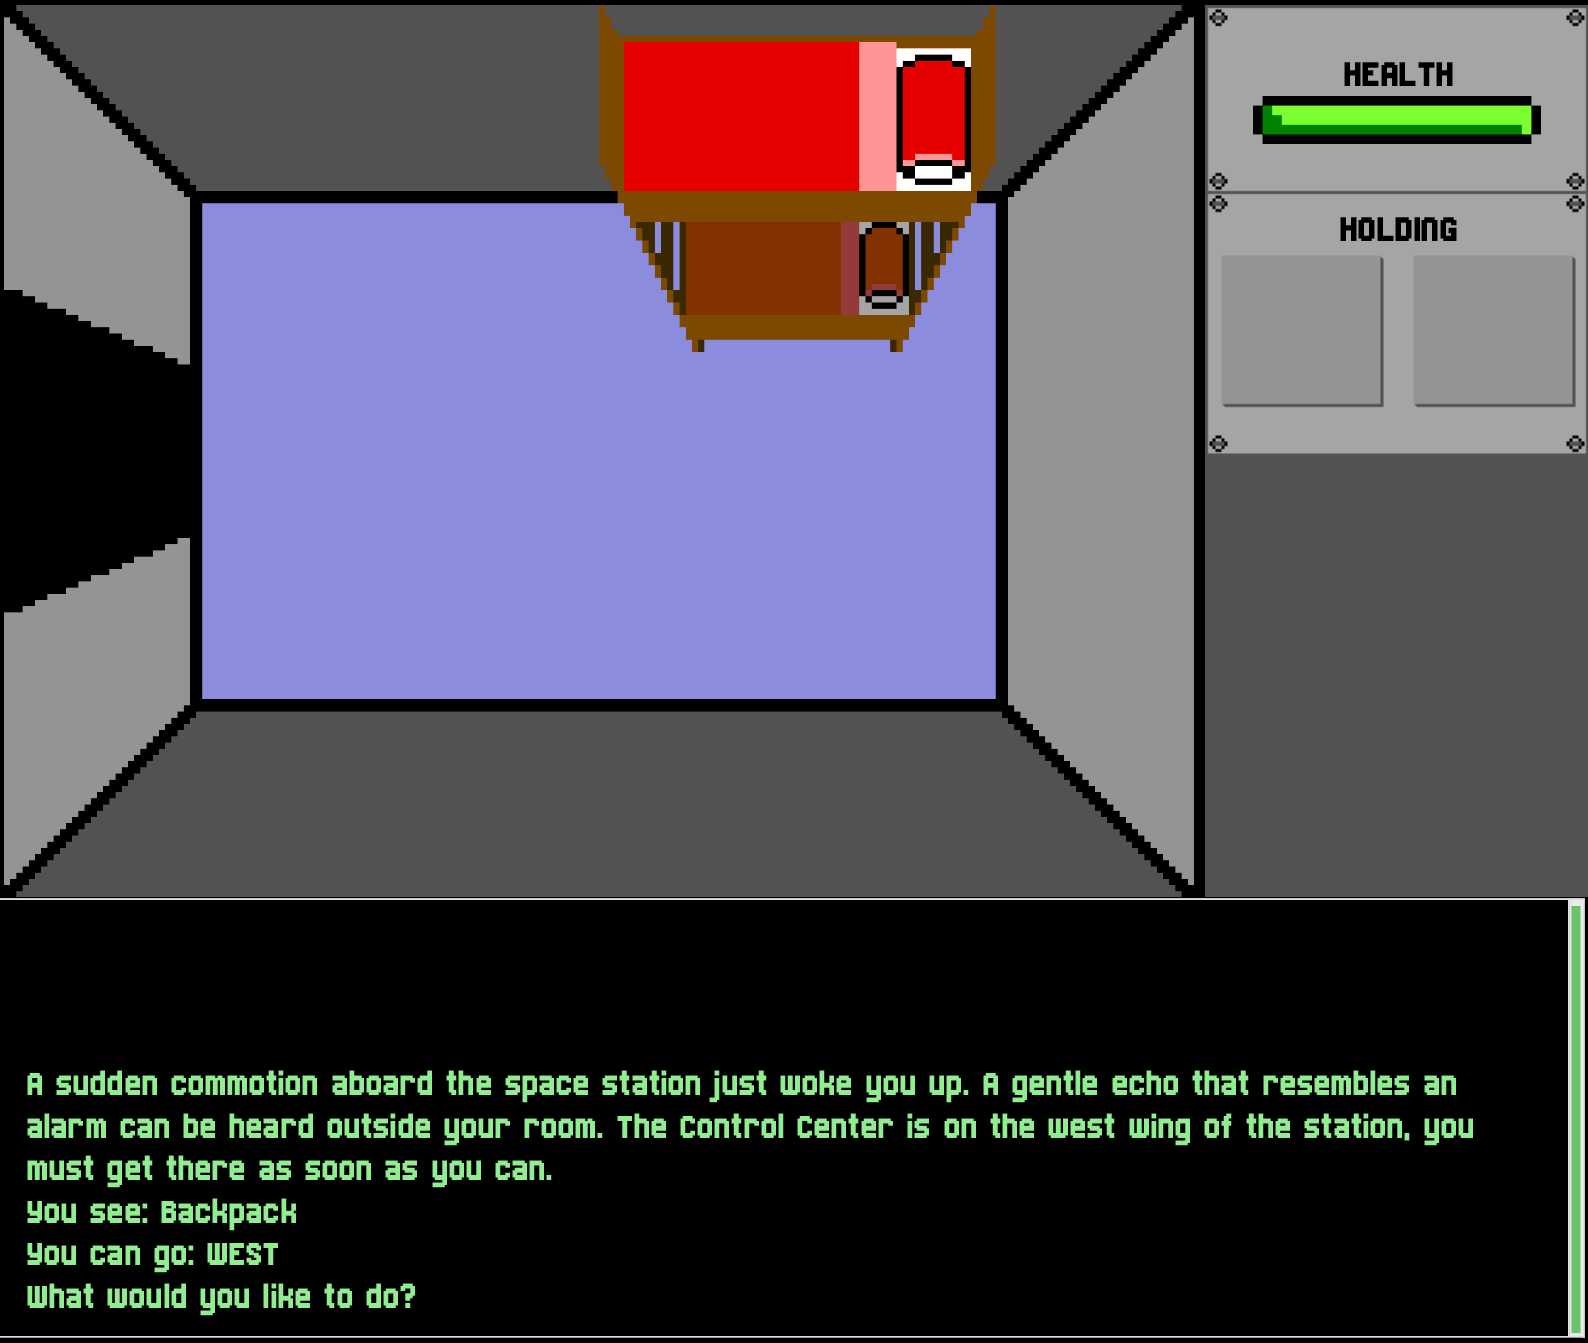 HEALTH
HOLDING
A sudden commotion aboard the space station just woke you up. A gentle echo that resembles an
alarm can be heard outside your room. The Control Center is on the west wing of the station, you
must get there as soon as you can.
You see: Backpack
You can go: WEST
What would you like to do?